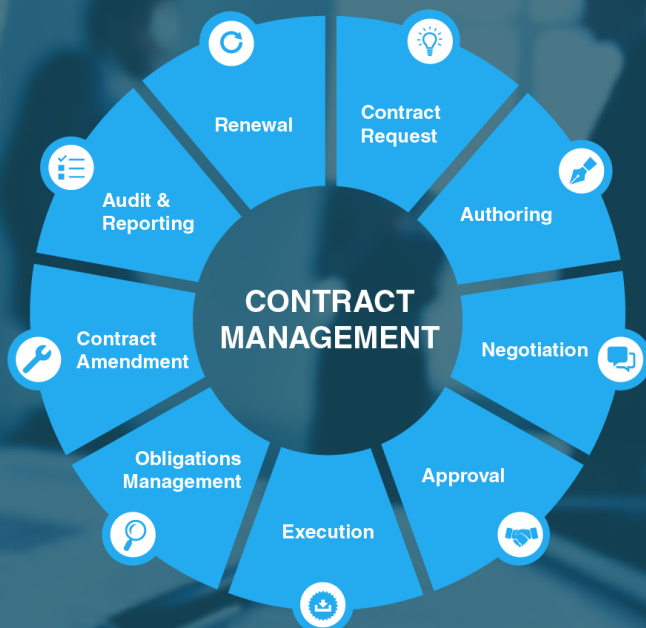 CONTRACT
MANAGEMENT
Contract
Request
Authoring
Negotiation
Approval
Execution
Obligations
Management
Contract
Amendment
Audit &
Reporting
Renewal